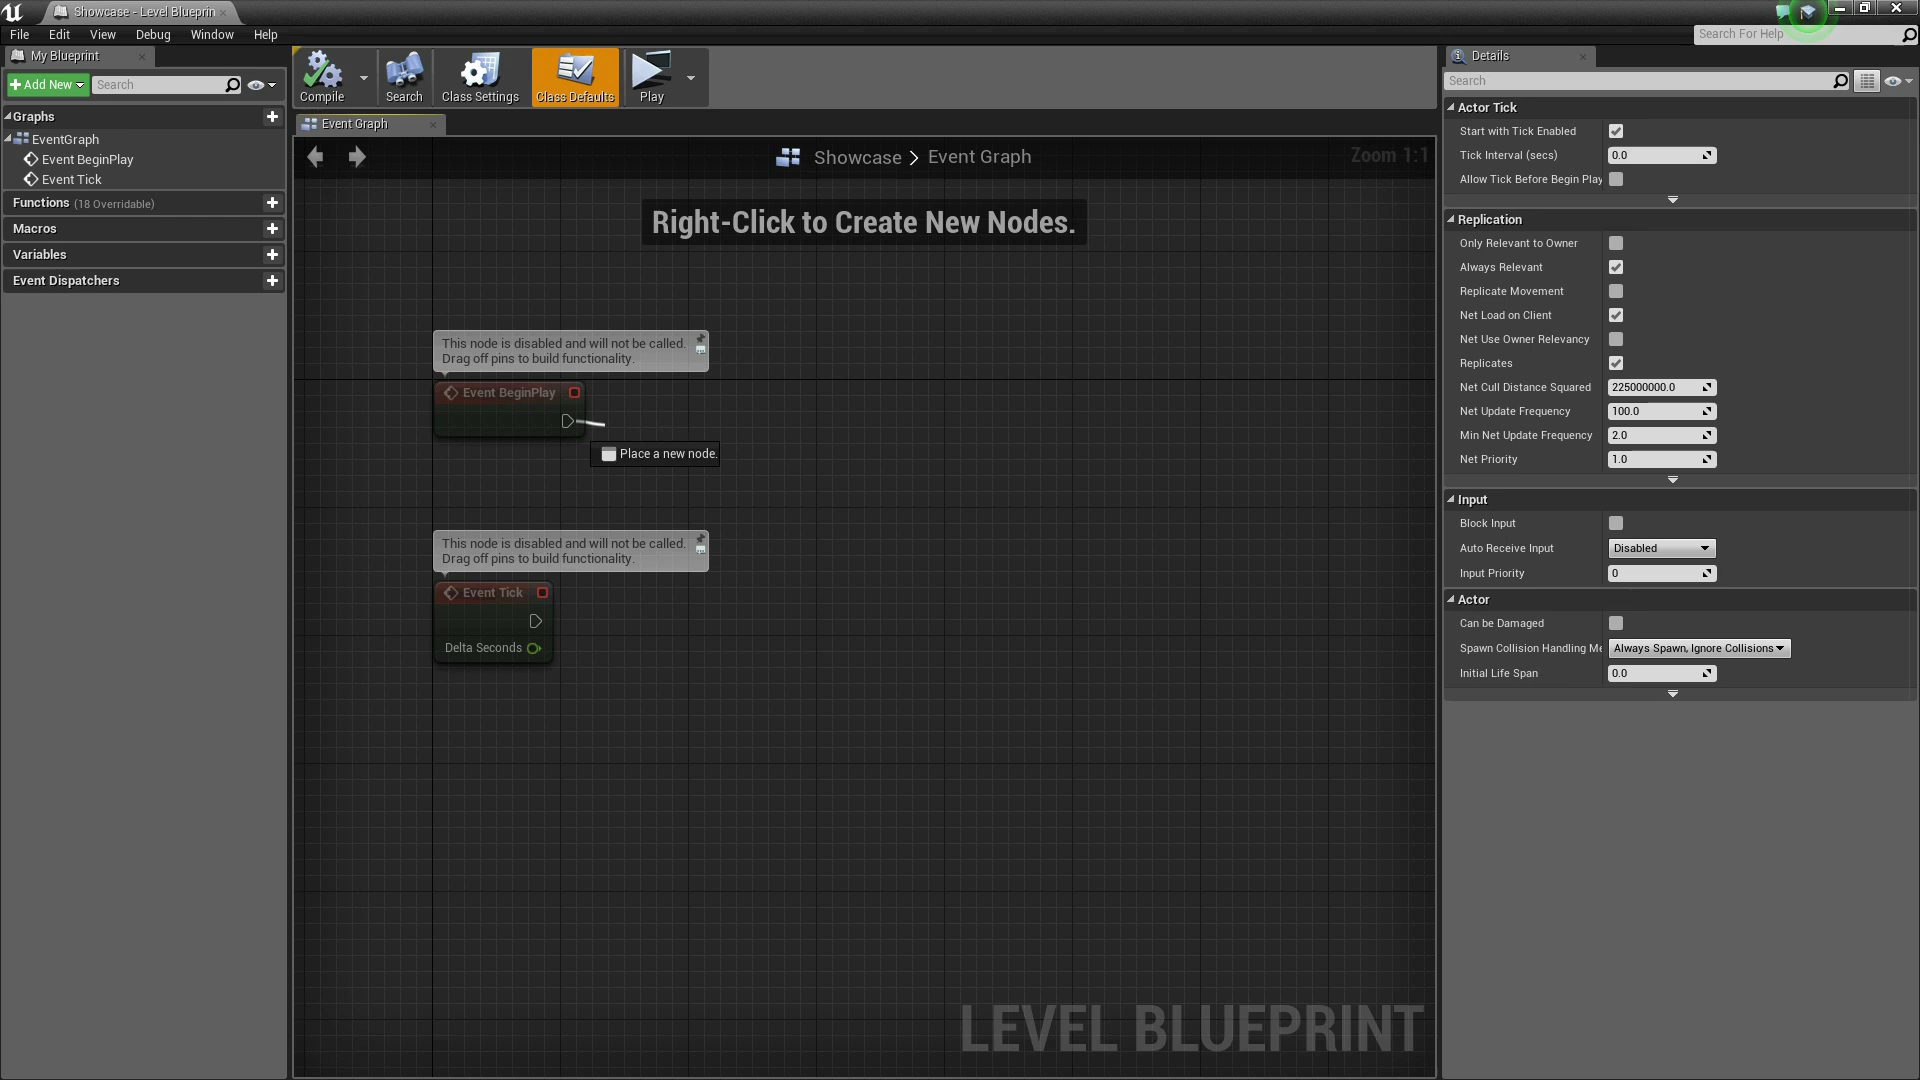 Showcase - Level Blueprin
File Edit View Debug Window Help
Search For Help
My Blueprint
Add New
Search
Graphs
EventGraph
Event BeginPlay
Event Tick
Functions (18 Overridable)
Macros
Variables
Event Dispatchers
Compile
Search
Class Settings
Class Defaults
Play
Event Graph
Showcase > Event Graph
Zoom 1:1
Right-Click to Create New Nodes.
This node is disabled and will not be called.
Drag off pins to build functionality.
Event BeginPlay
Place a new node.
This node is disabled and will not be called.
Drag off pins to build functionality.
Event Tick
Delta Seconds
LEVEL BLUEPRINT
Details
Search
Actor Tick
Start with Tick Enabled
Tick Interval (secs) 0.0
Allow Tick Before Begin Play
Replication
Only Relevant to Owner
Always Relevant
Replicate Movement
Net Load on Client
Net Use Owner Relevancy
Replicates
Net Cull Distance Squared 225000000.0
Net Update Frequency 100.0
Min Net Update Frequency 2.0
Net Priority 1.0
Input
Block Input
Auto Receive Input Disabled
Input Priority 0
Actor
Can be Damaged
Spawn Collision Handling Me Always Spawn, Ignore Collisions
Initial Life Span 0.0